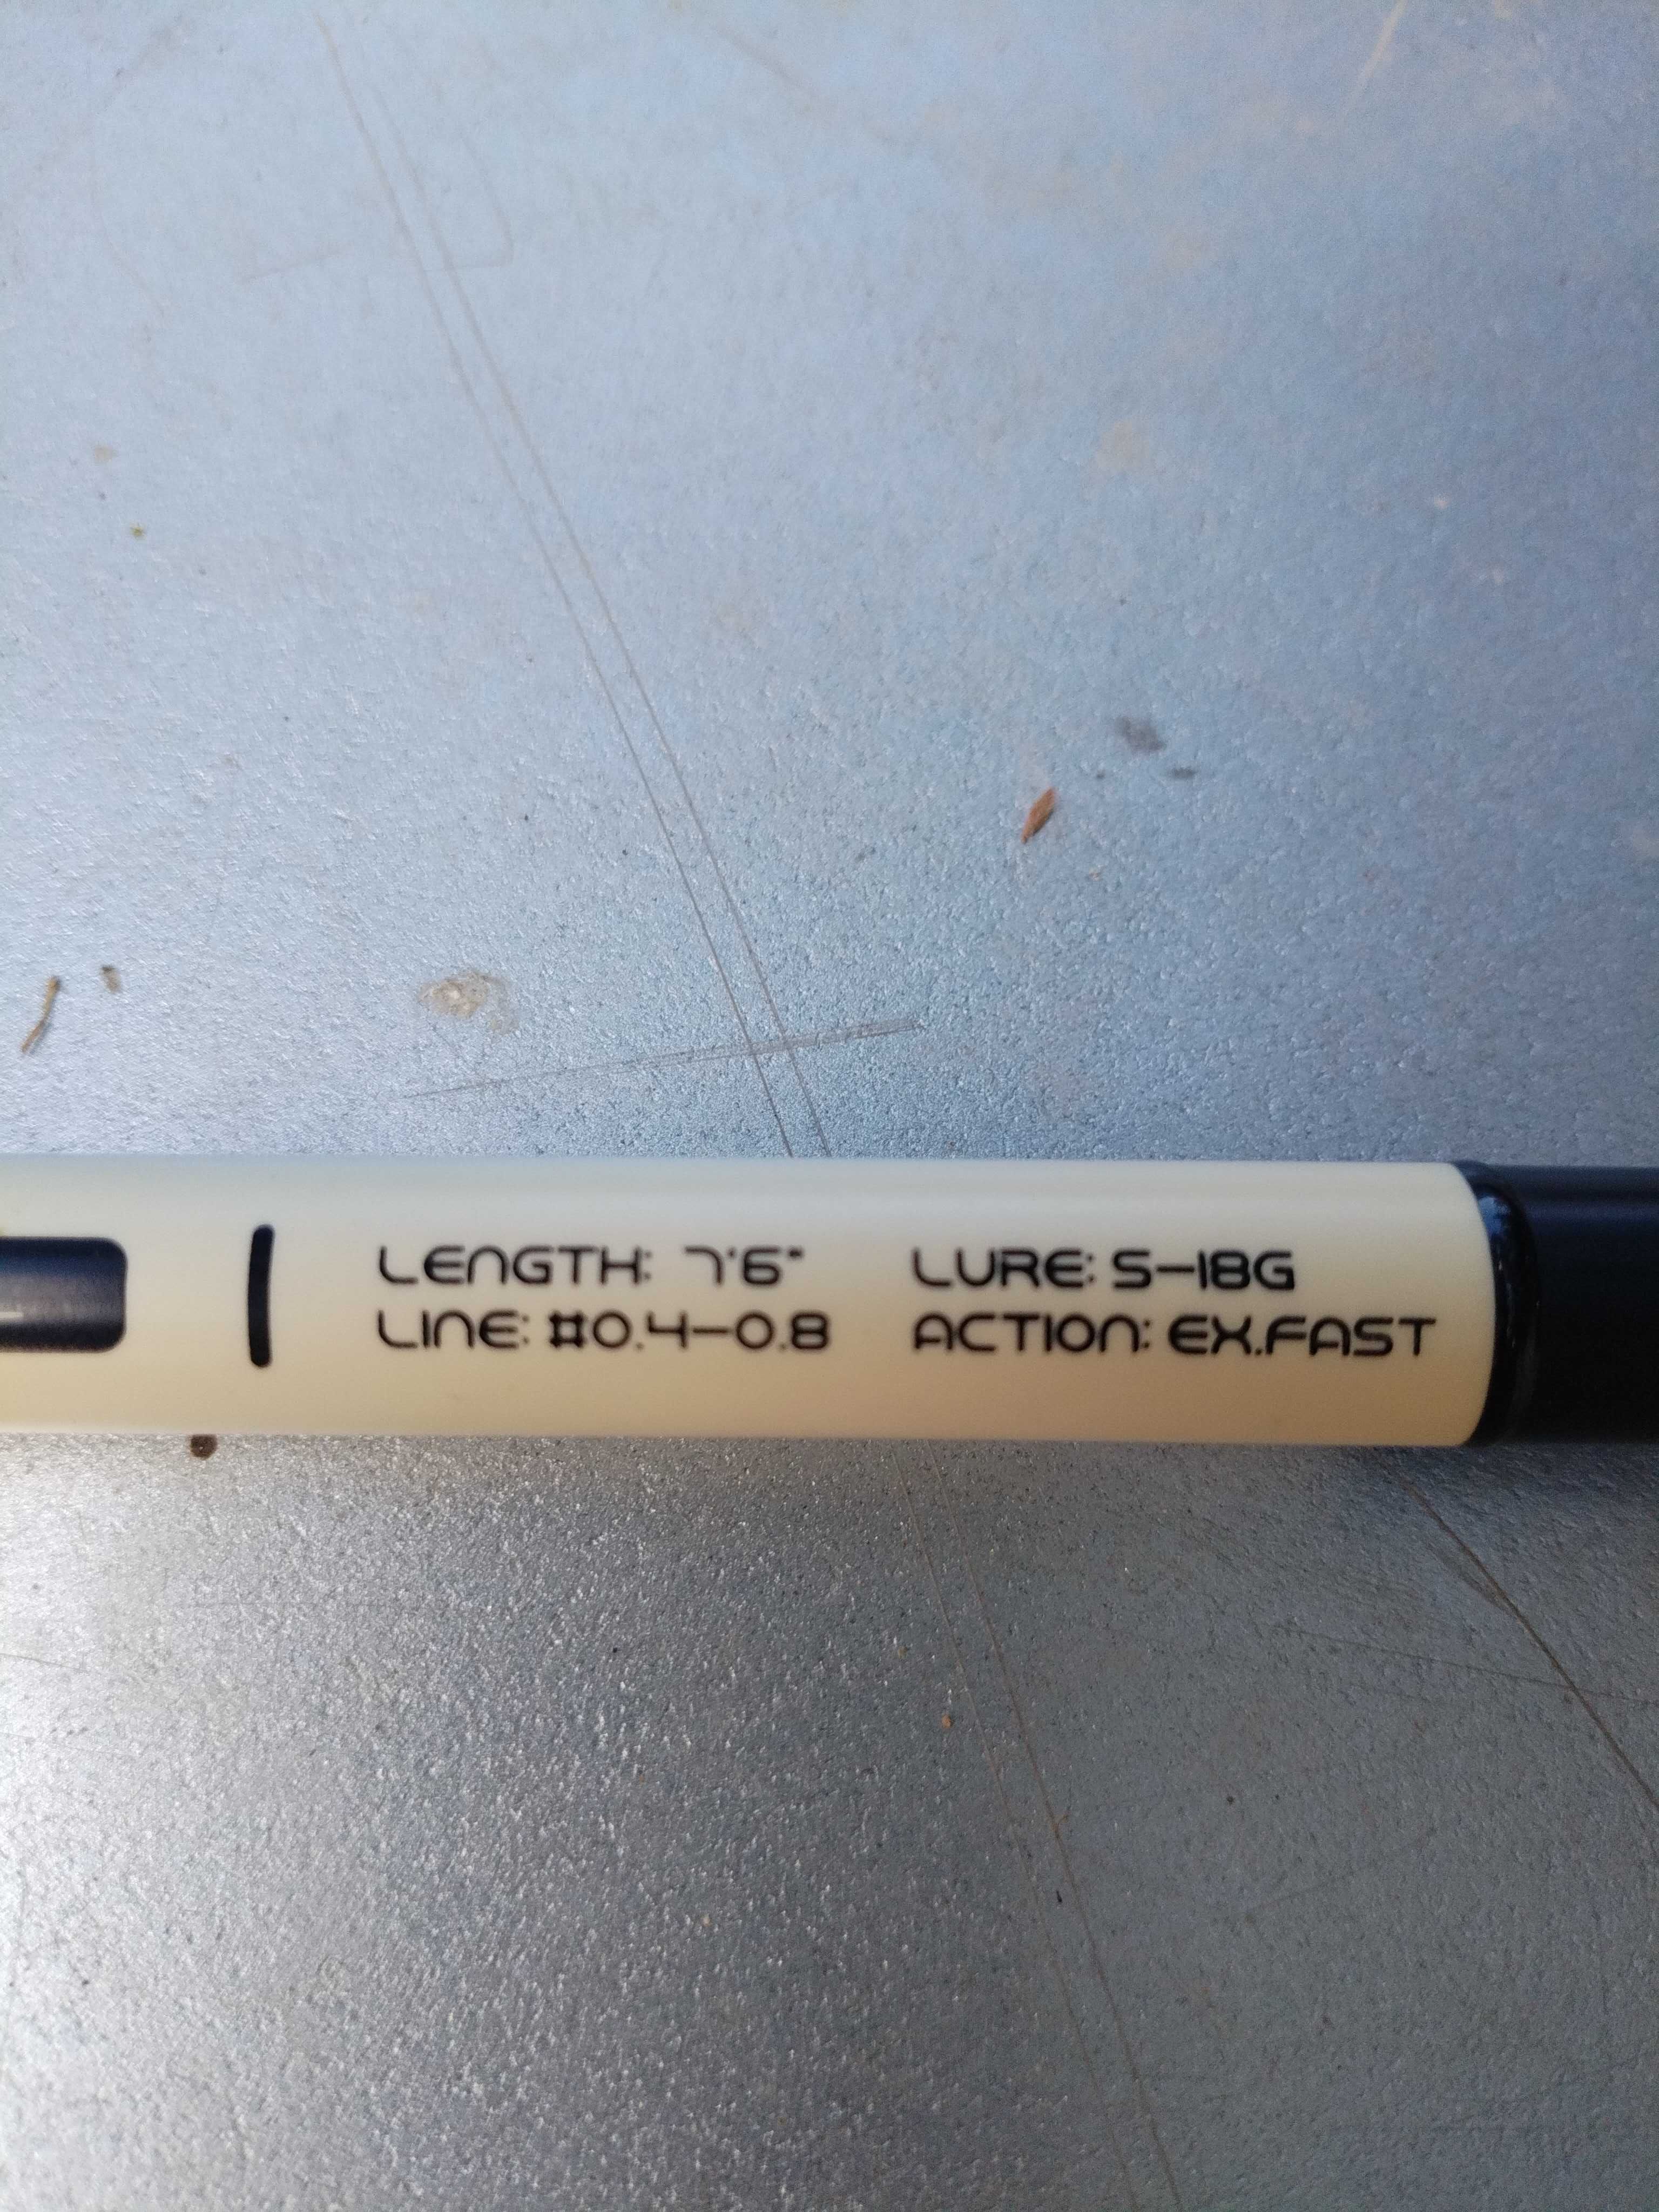 LENGTH: 7'6" LURE: 5-18G
LINE: #0.4-0.8 ACTION: EX.FAST